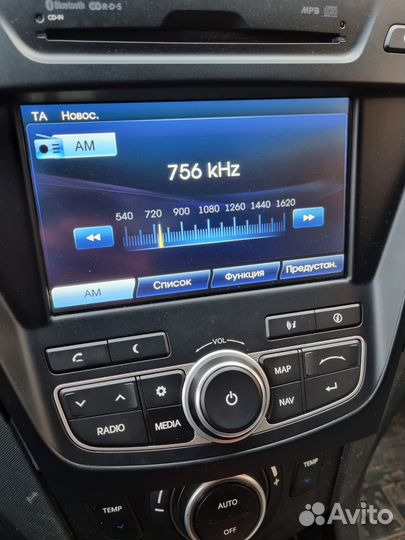 Bluetooth R·D·S
MP3
CD-IN
TA Новос.
AM
756 kHz
540 720 900 1080 1260 1440 1620
AM Список Функция Предустан.
VOL
MAP
RADIO MEDIA NAV
TEMP AUTO TEMP
OFF
Avito